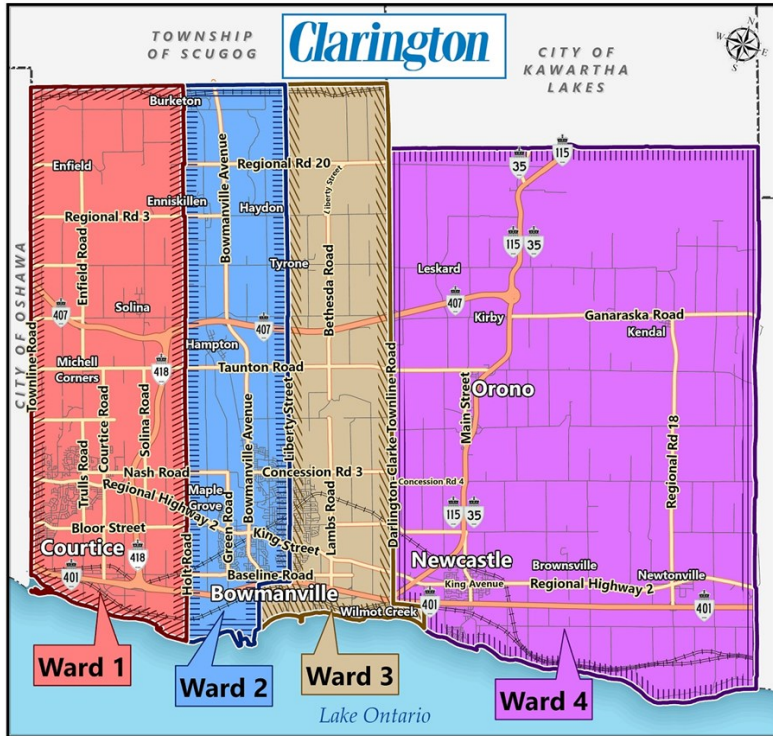 TOWNSHIP
OF SCUGOG
Clarington
CITY OF
KAWARTHA
LAKES
N
W
E
S
Burketon
115
35
Enfield
Regional Rd 20
Liberty Street
Enniskillen
Haydon
Regional Rd 3
Bowmanville Avenue
Enfield Road
Bethesda Road
115
35
Tyrone
Leskard
CITY OF OSHAWA
Townline Road
Solina
407
407
407
Kirby
Ganaraska Road
Kendal
Hampton
Michell
Corners
418
Taunton Road
Orono
Main Street
Courtice Road
Solina Road
Trulls Road
Liberty Street
Bowmanville Avenue
Darlington-Clarke Townline Road
Regional Rd 18
Nash Road
Concession Rd 3
Concession Rd 4
Regional Highway 2
Maple
Grove
Green Road
Lambs Road
115
35
Bloor Street
King Street
Courtice
418
Holt Road
Newcastle
Brownsville
401
Baseline Road
King Avenue
Regional Highway 2
Newtonville
Bowmanville
Wilmot Creek
401
401
Ward 1
Ward 2
Ward 3
Ward 4
Lake Ontario